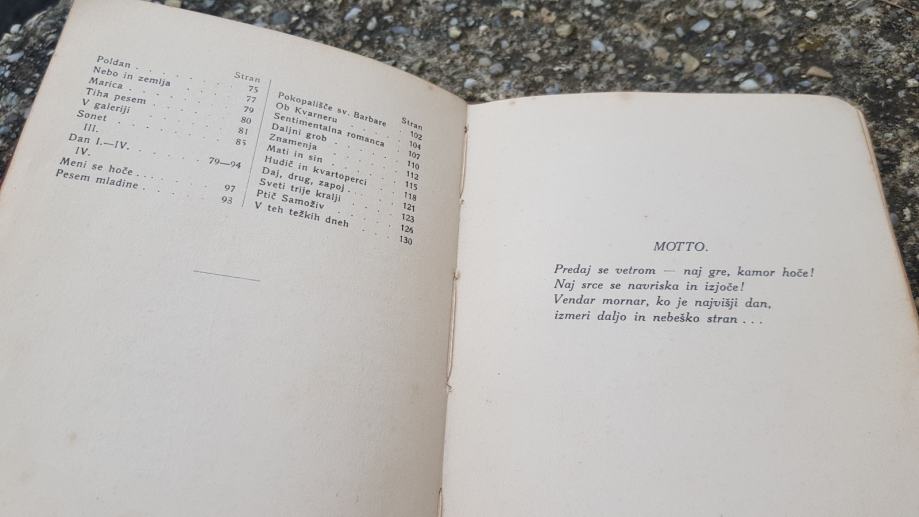 Stran
Poldan . . . . . . 75
Nebo in zemlja . . . 77
Marica . . . . . . 79
Tiha pesem . . . . . 80
V galeriji . . . . . 81
Sonet . . . . . . 85
III.
Dan I.—IV. . . . . 79—94
IV.
Meni se hoče . . . . 97
Pesem mladine . . . . 93
Stran
Pokopališče sv. Barbare . 102
Ob Kvarneru . . . . 104
Sentimentalna romanca . 107
Daljni grob . . . . 110
Znamenja . . . . . 112
Mati in sin . . . . 115
Hudič in kvartoperci . . 118
Daj, drug, zapoj . . . 121
Sveti trije kralji . . . 123
Ptič Samoživ . . . . 126
V teh težkih dneh . . . 130
MOTTO.
Predaj se vetrom — naj gre, kamor hoče!
Naj srce se navriska in izjoče!
Vendar mornar, ko je najvišji dan,
izmeri daljo in nebeško stran . . .